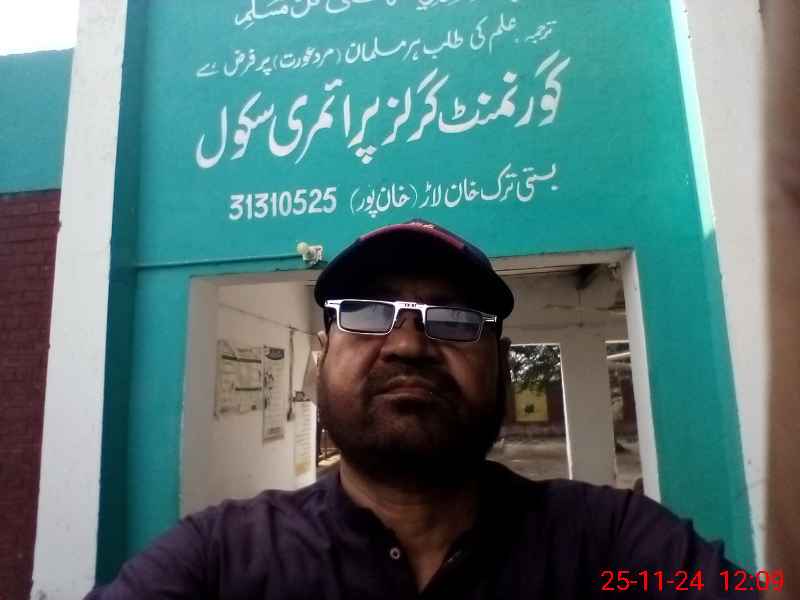 ترجمہ: علم کی طلب ہر مسلمان (مرد عورت) پر فرض ہے
گورنمنٹ گرلز پرائمری سکول
بستی ترک خان لاڑ (خان پور) 31310525
25-11-24 12:09